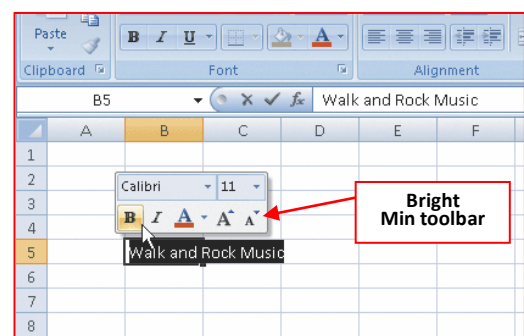 Paste
B I U A
Clipboard Font Alignment
B5 fx Walk and Rock Music
A B C D E F
1
2
Calibri 11
3
B I A A A
Bright
Min toolbar
4
5 Walk and Rock Music
6
7
8